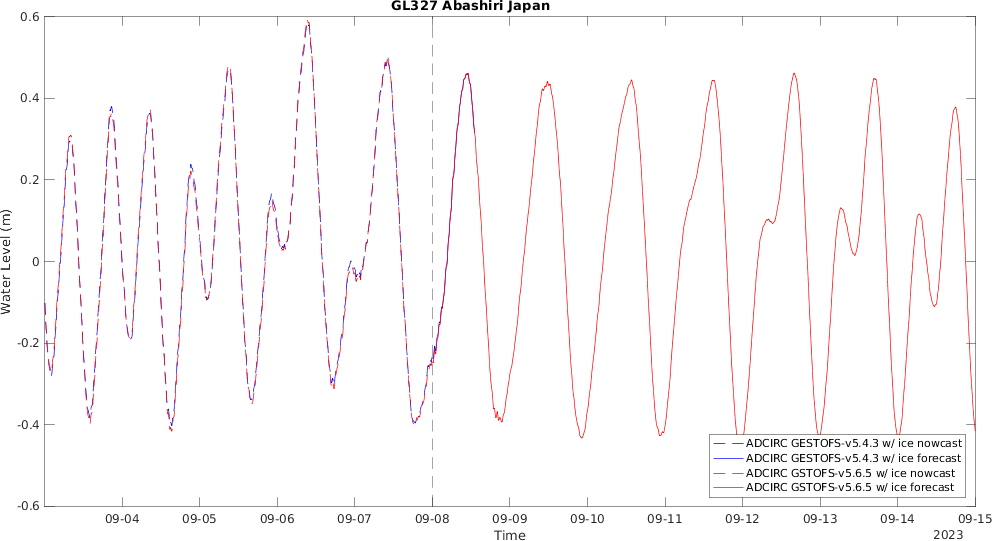 GL327 Abashiri Japan
0.6
0.4
0.2
0
-0.2
-0.4
-0.6
Water Level (m)
ADCIRC GESTOFS-v5.4.3 w/ ice nowcast
ADCIRC GESTOFS-v5.4.3 w/ ice forecast
ADCIRC GSTOFS-v5.6.5 w/ ice nowcast
ADCIRC GSTOFS-v5.6.5 w/ ice forecast
09-04 09-05 09-06 09-07 09-08 09-09 09-10 09-11 09-12 09-13 09-14 09-15
Time
2023